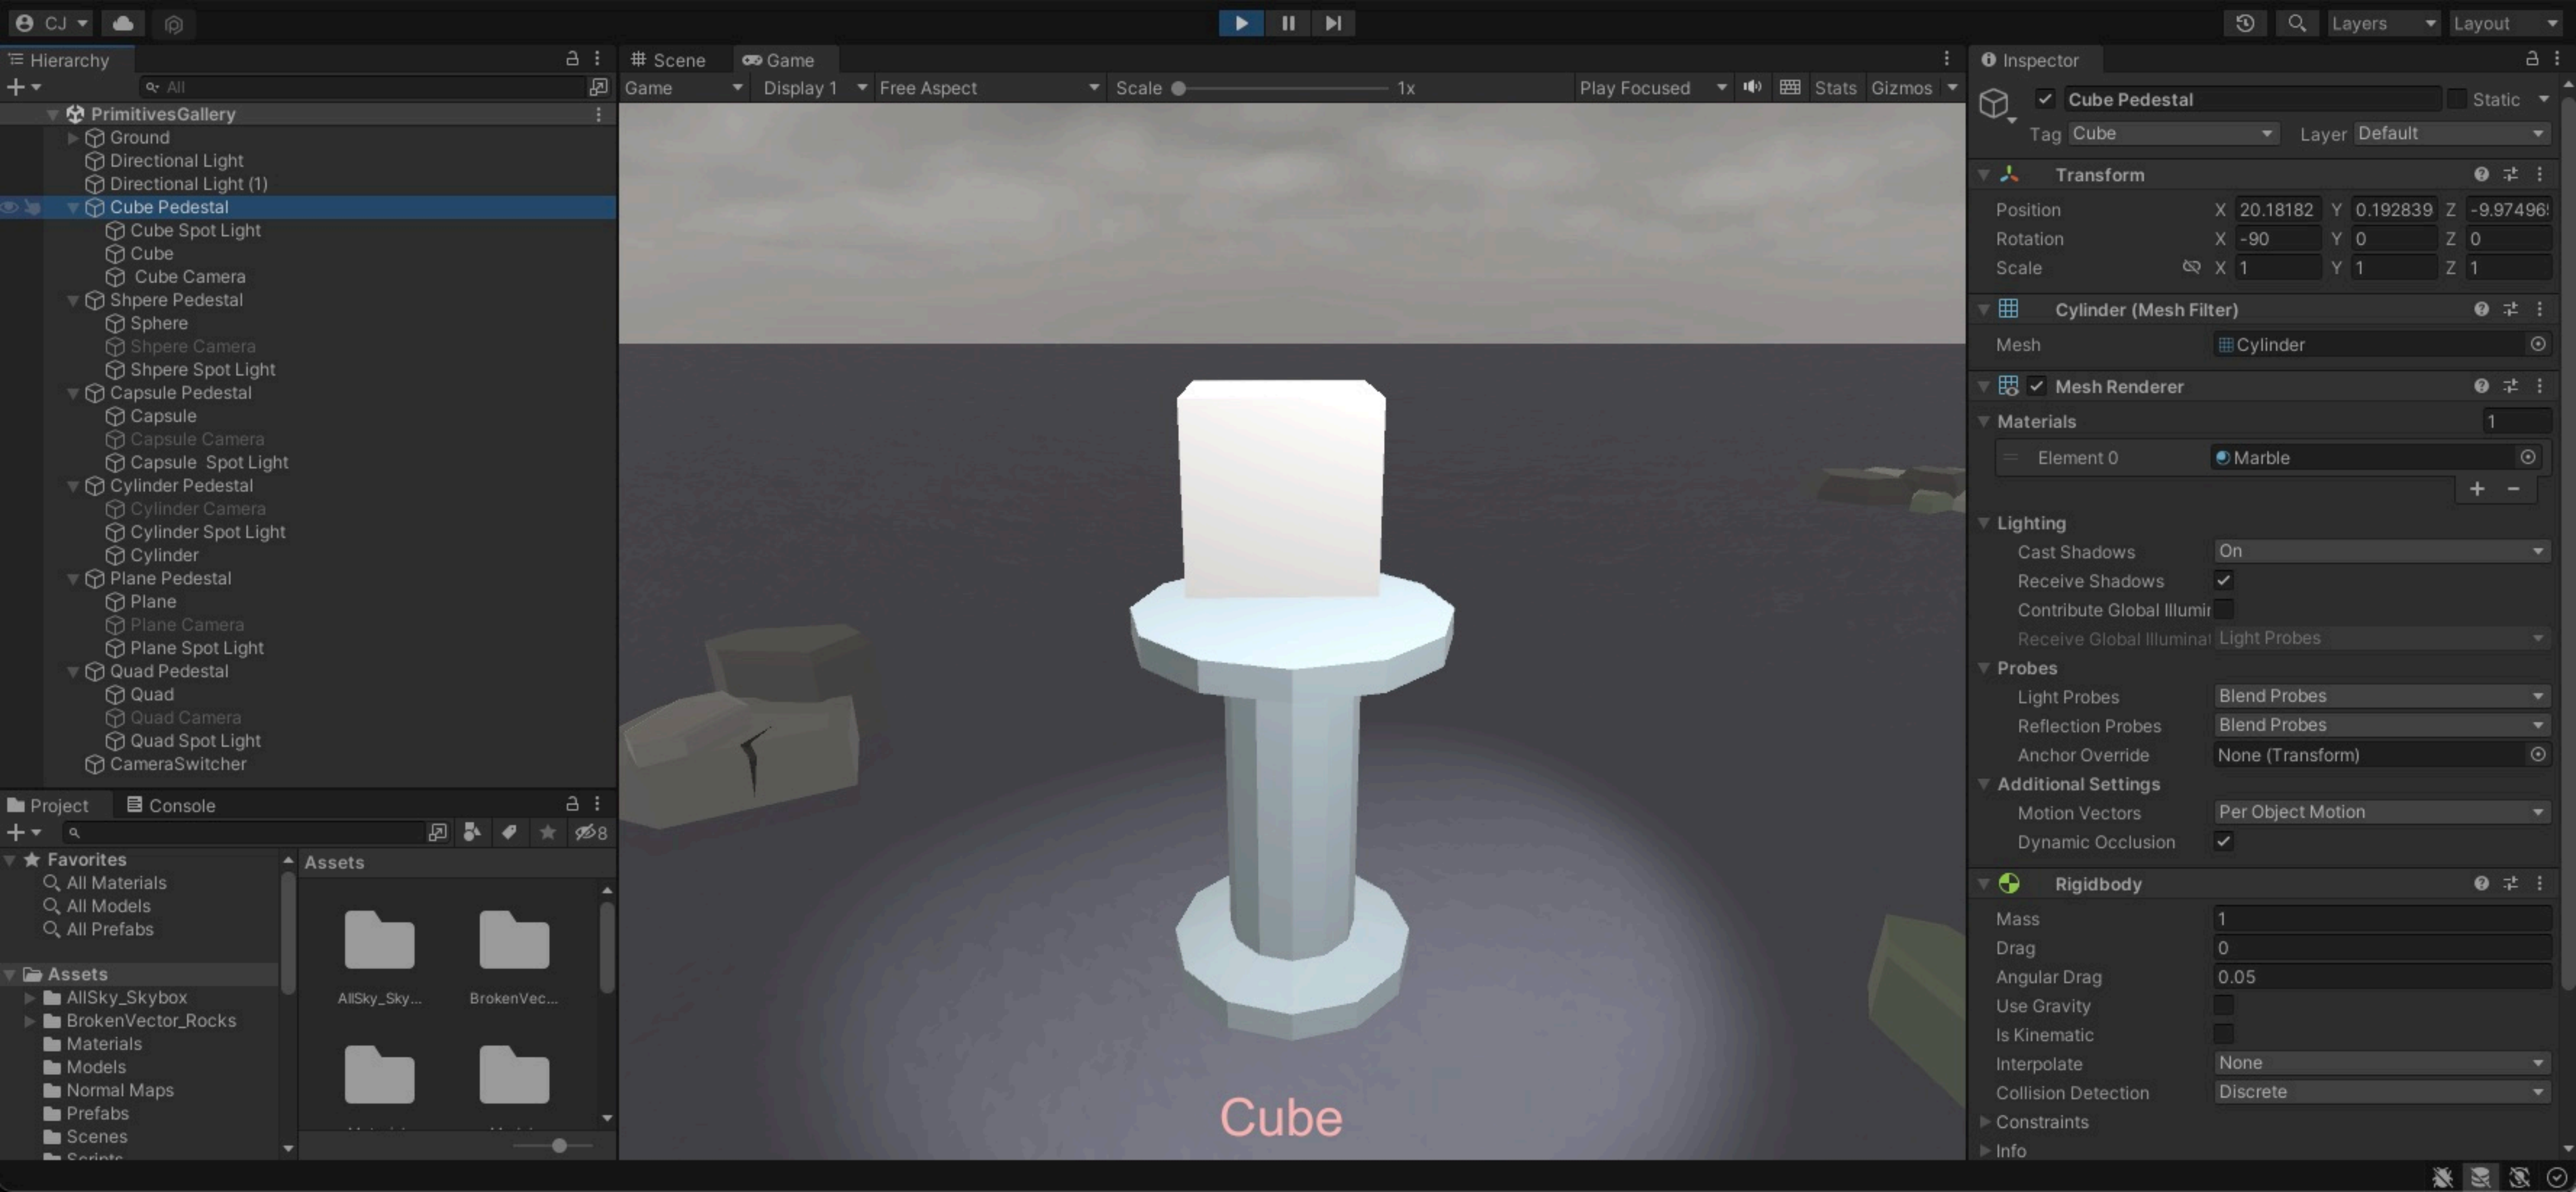 CJ
Layers
Layout
Hierarchy
All
PrimitivesGallery
Ground
Directional Light
Directional Light (1)
Cube Pedestal
Cube Spot Light
Cube
Cube Camera
Shpere Pedestal
Sphere
Shpere Camera
Shpere Spot Light
Capsule Pedestal
Capsule
Capsule Camera
Capsule  Spot Light
Cylinder Pedestal
Cylinder Camera
Cylinder Spot Light
Cylinder
Plane Pedestal
Plane
Plane Camera
Plane Spot Light
Quad Pedestal
Quad
Quad Camera
Quad Spot Light
CameraSwitcher
Project
Console
8
Favorites
All Materials
All Models
All Prefabs
Assets
AllSky_Skybox
BrokenVector_Rocks
Materials
Models
Normal Maps
Prefabs
Scenes
Scripts
Assets
AllSky_Sky...
BrokenVec...
Scene
Game
Game
Display 1
Free Aspect
Scale
1x
Play Focused
Stats
Gizmos
Cube
Inspector
Cube Pedestal
Static
Tag Cube Layer Default
Transform
Position X 20.18182 Y 0.192839 Z -9.97496
Rotation X -90 Y 0 Z 0
Scale X 1 Y 1 Z 1
Cylinder (Mesh Filter)
Mesh Cylinder
Mesh Renderer
Materials 1
Element 0 Marble
Lighting
Cast Shadows On
Receive Shadows
Contribute Global Illumir
Receive Global Illuminat Light Probes
Probes
Light Probes Blend Probes
Reflection Probes Blend Probes
Anchor Override None (Transform)
Additional Settings
Motion Vectors Per Object Motion
Dynamic Occlusion
Rigidbody
Mass 1
Drag 0
Angular Drag 0.05
Use Gravity
Is Kinematic
Interpolate None
Collision Detection Discrete
Constraints
Info